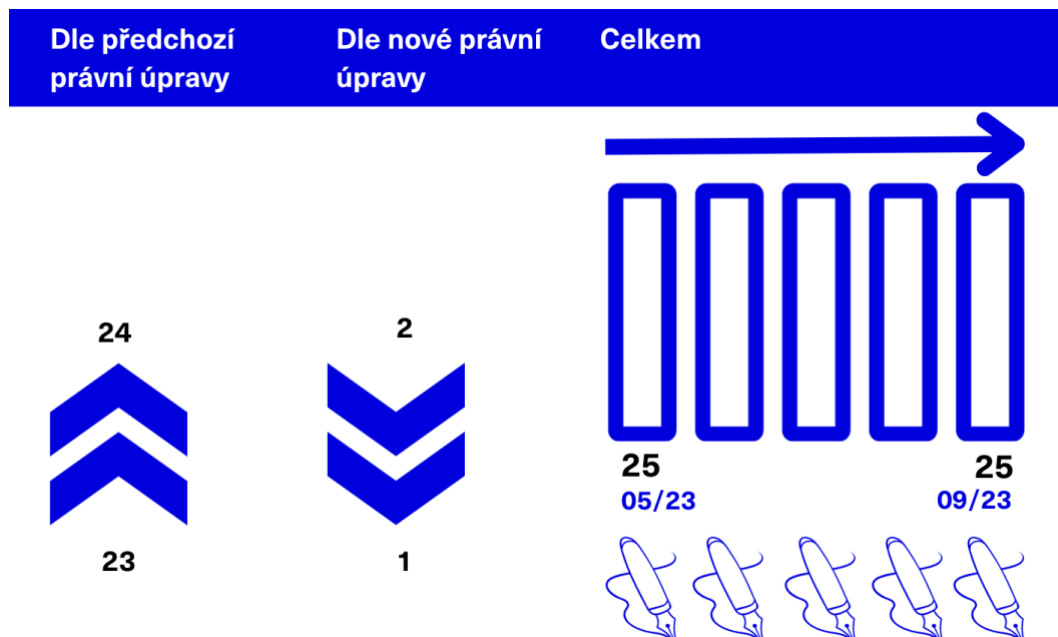 Dle předchozí
právní úpravy
Dle nové právní
úpravy
Celkem
24
23
2
1
25
25
05/23
09/23